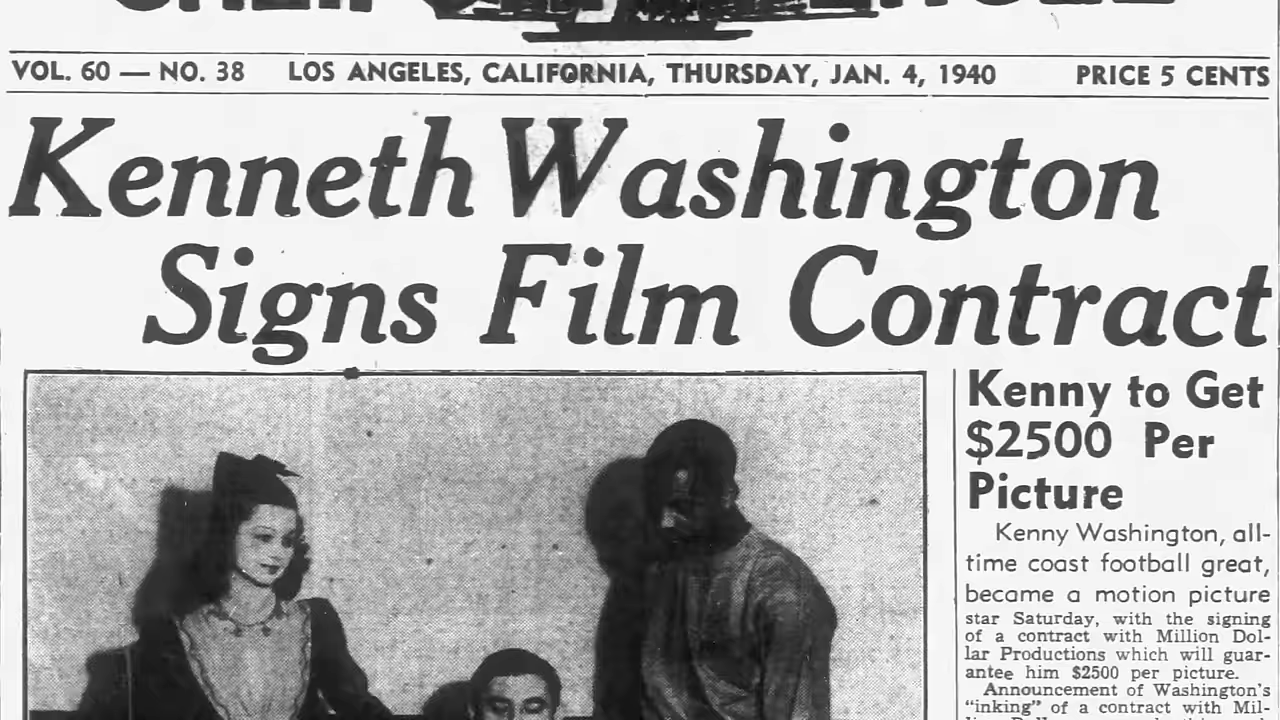 VOL. 60 — NO. 38 LOS ANGELES, CALIFORNIA, THURSDAY, JAN. 4, 1940 PRICE 5 CENTS
Kenneth Washington
Signs Film Contract
Kenny to Get
$2500 Per
Picture
Kenny Washington, all-
time coast football great,
became a motion picture
star Saturday, with the signing
of a contract with Million Dol-
lar Productions which will guar-
antee him $2500 per picture.
Announcement of Washington's
"inking" of a contract with Mil-